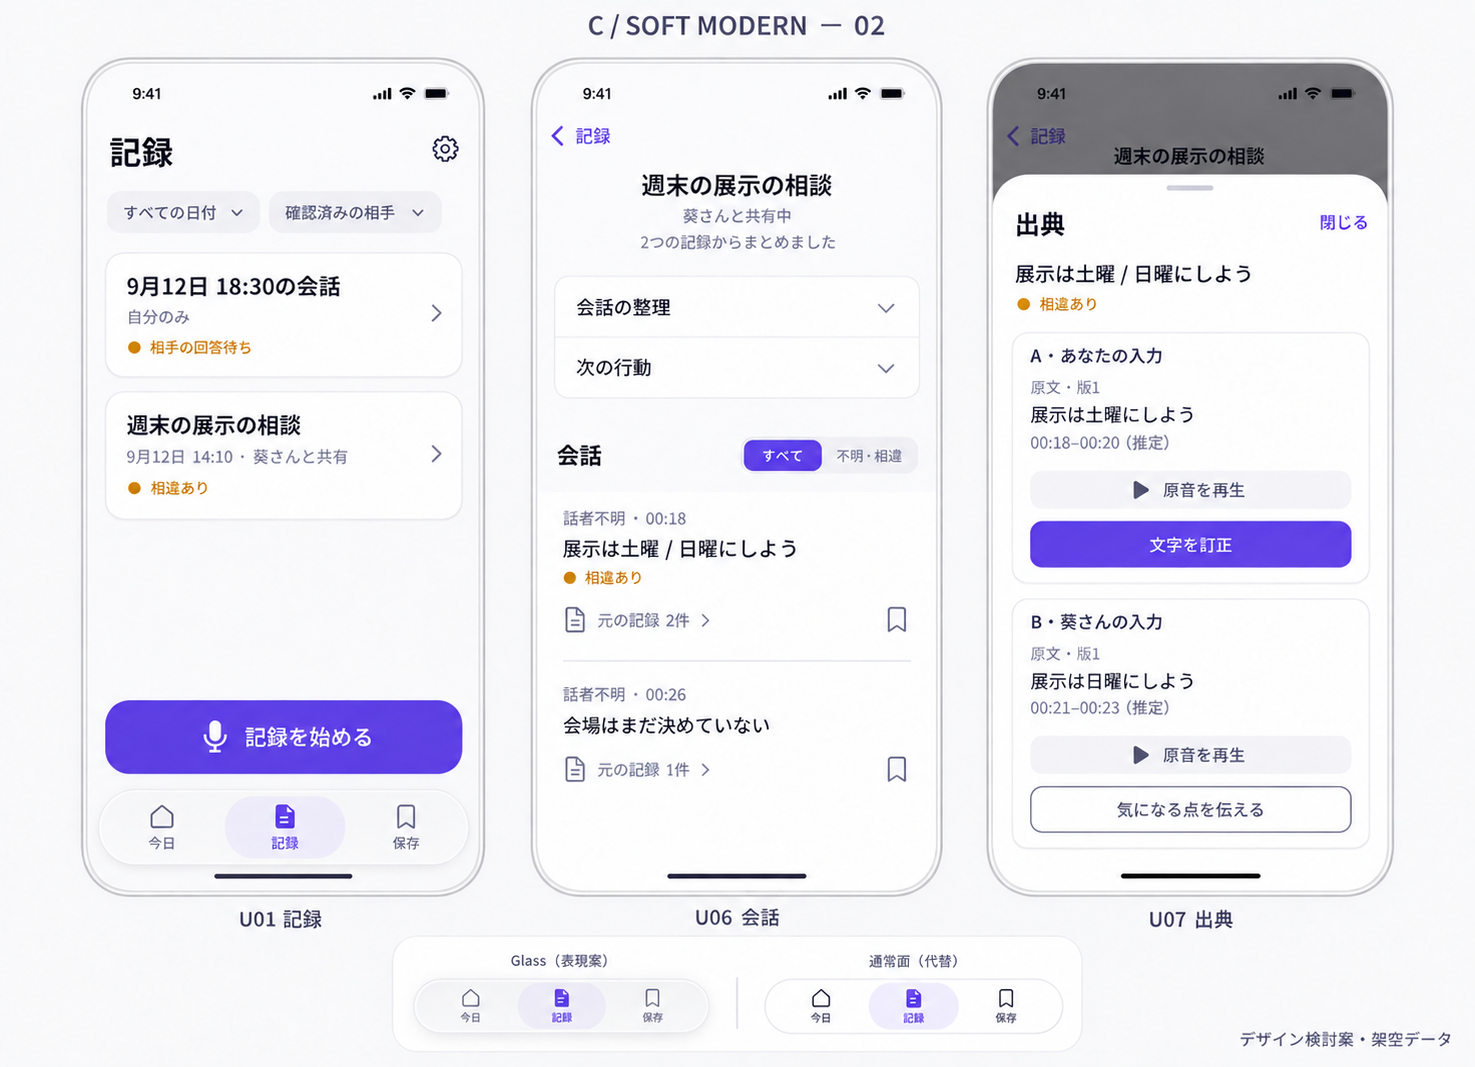 C / SOFT MODERN — 02
9:41
記録
すべての日付
確認済みの相手
9月12日 18:30の会話
自分のみ
相手の回答待ち
週末の展示の相談
9月12日 14:10・葵さんと共有
相違あり
記録を始める
今日
記録
保存
U01 記録
9:41
記録
週末の展示の相談
葵さんと共有中
2つの記録からまとめました
会話の整理
次の行動
会話
すべて
不明・相違
話者不明・00:18
展示は土曜 / 日曜にしよう
相違あり
元の記録 2件
話者不明・00:26
会場はまだ決めていない
元の記録 1件
U06 会話
9:41
記録
週末の展示の相談
出典
閉じる
展示は土曜 / 日曜にしよう
相違あり
A・あなたの入力
原文・版1
展示は土曜にしよう
00:18–00:20（推定）
原音を再生
文字を訂正
B・葵さんの入力
原文・版1
展示は日曜にしよう
00:21–00:23（推定）
原音を再生
気になる点を伝える
U07 出典
Glass（表現案）
今日
記録
保存
通常面（代替）
今日
記録
保存
デザイン検討案・架空データ